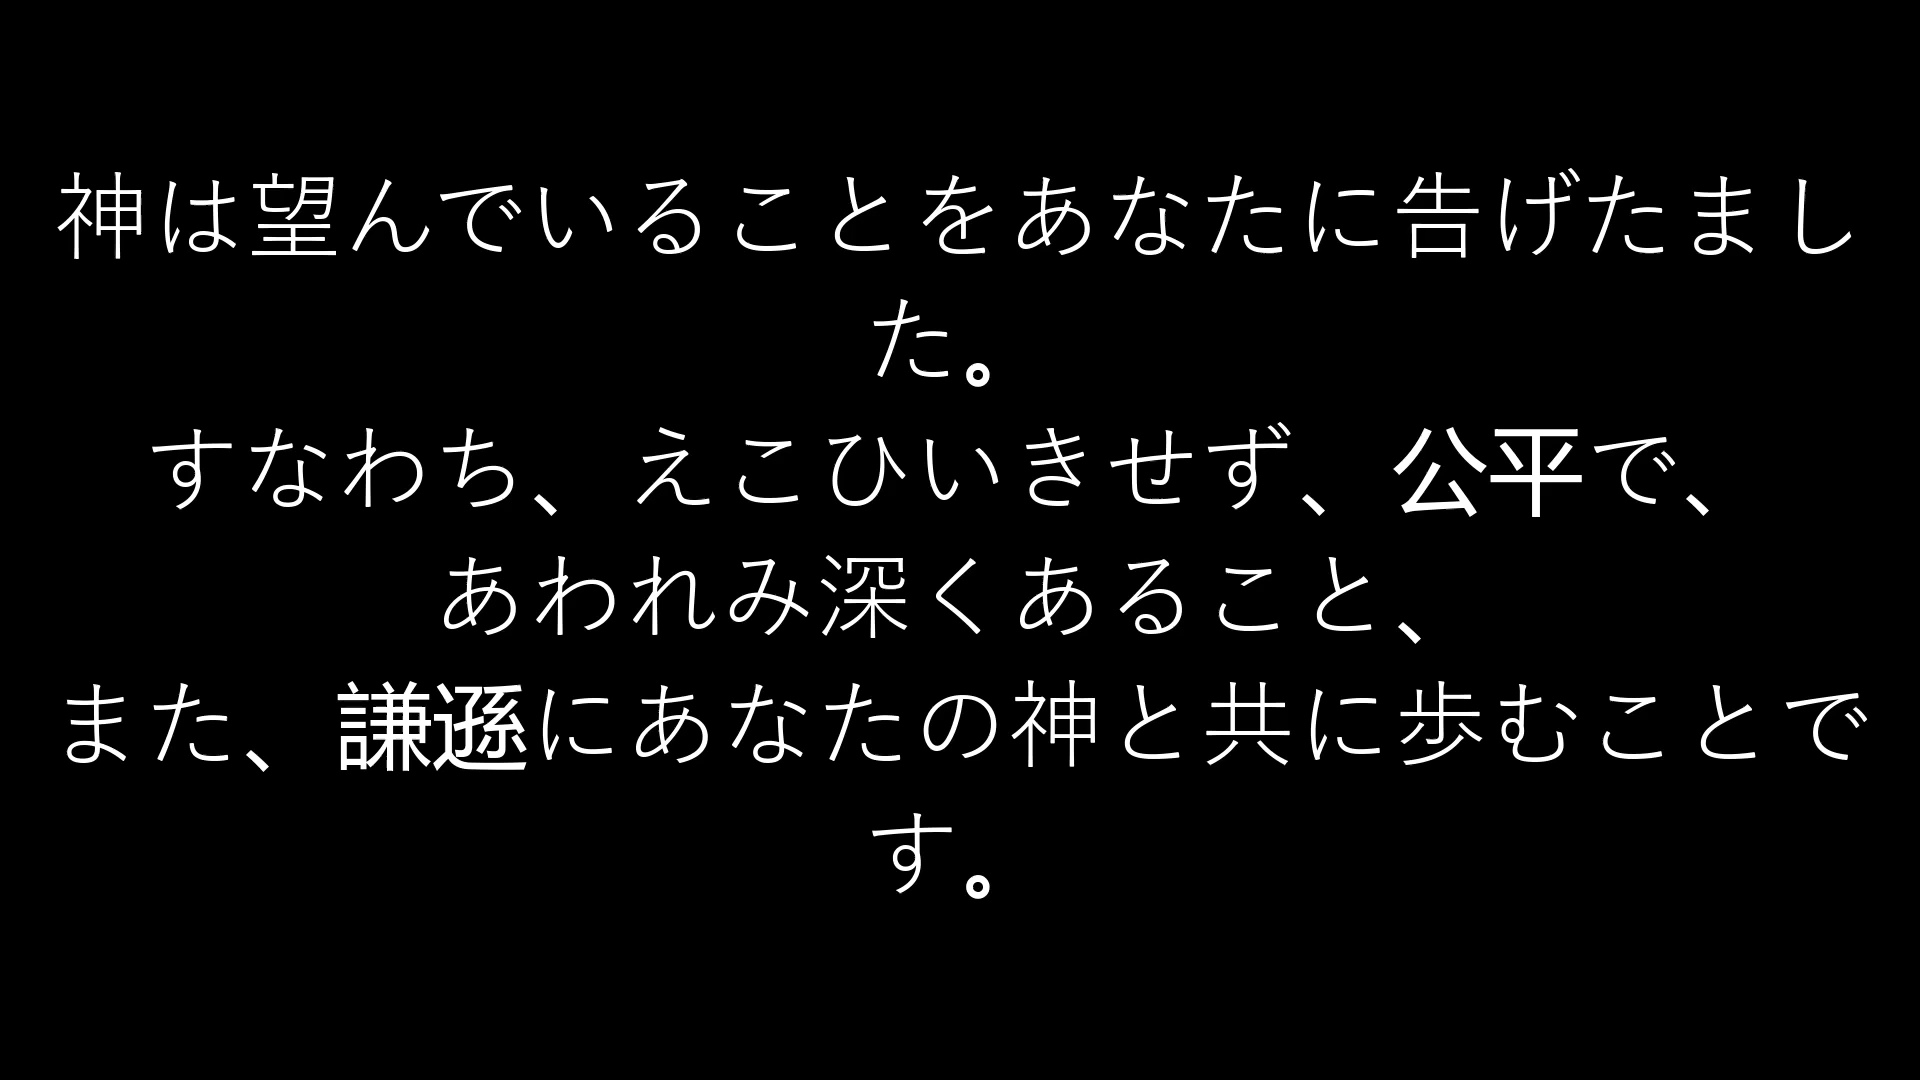 神は望んでいることをあなたに告げたまし
た。
すなわち、えこひいきせず、公平で、
あわれみ深くあること、
また、謙遜にあなたの神と共に歩むことで
す。